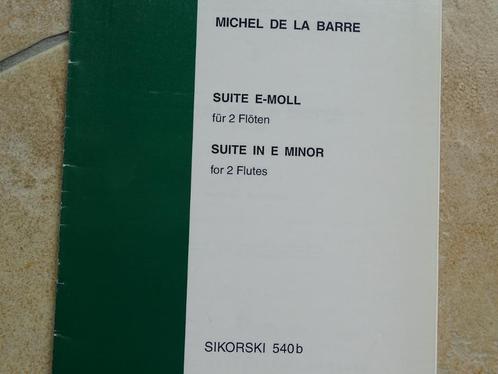 MICHEL DE LA BARRE
SUITE E-MOLL
für 2 Flöten
SUITE IN E MINOR
for 2 Flutes
SIKORSKI 540b